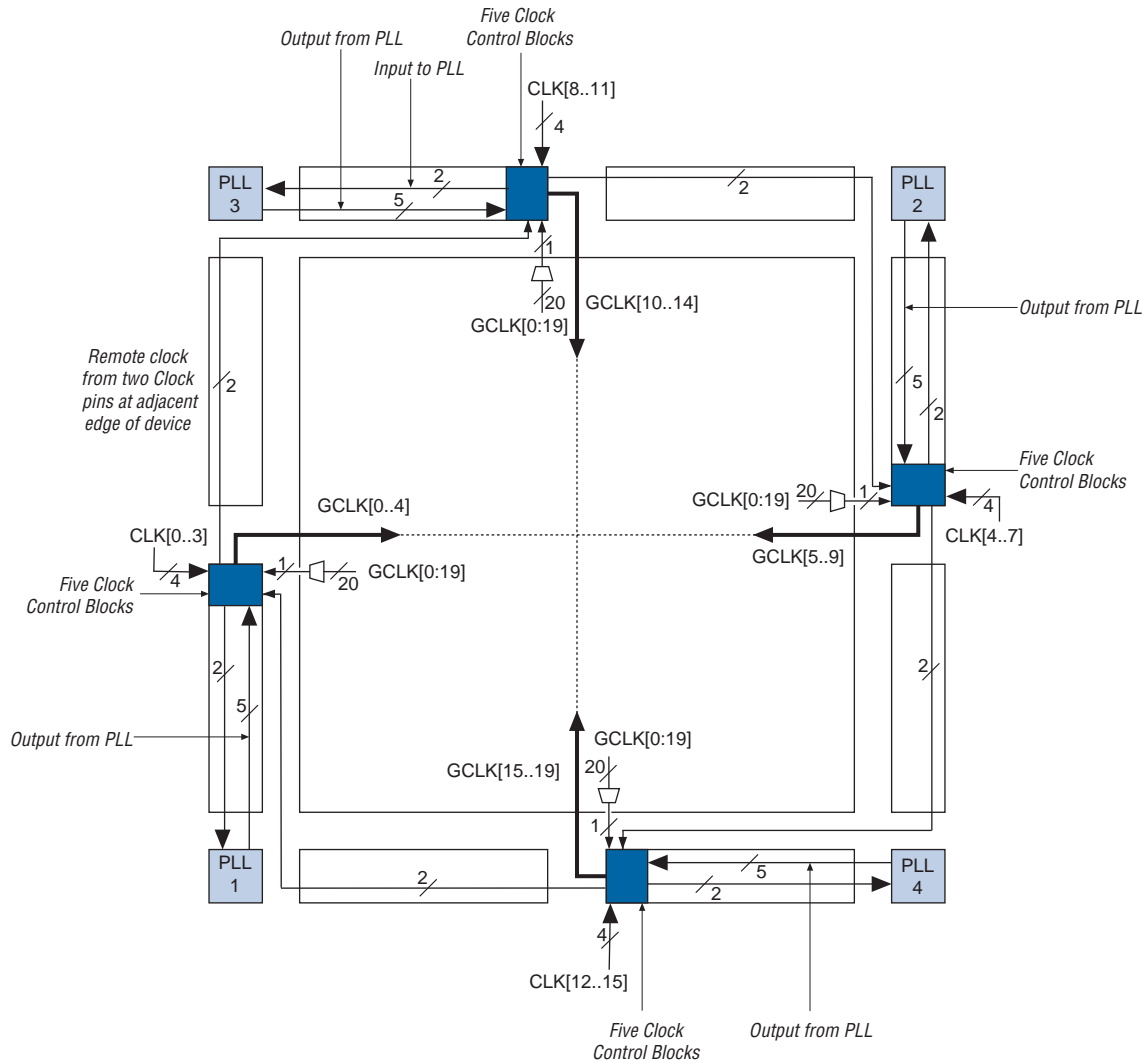 Five Clock
Control Blocks
Output from PLL
Input to PLL
CLK[8..11]
4
PLL
3
2
5
2
PLL
2
1
20
GCLK[0:19]
GCLK[10..14]
Output from PLL
Remote clock
from two Clock
pins at adjacent
edge of device
2
5
2
Five Clock
Control Blocks
20
GCLK[0:19]
1
4
CLK[4..7]
GCLK[0..4]
GCLK[5..9]
CLK[0..3]
4
1
20
GCLK[0:19]
Five Clock
Control Blocks
2
5
2
Output from PLL
GCLK[0:19]
GCLK[15..19]
20
1
PLL
1
2
5
2
PLL
4
4
CLK[12..15]
Five Clock
Control Blocks
Output from PLL